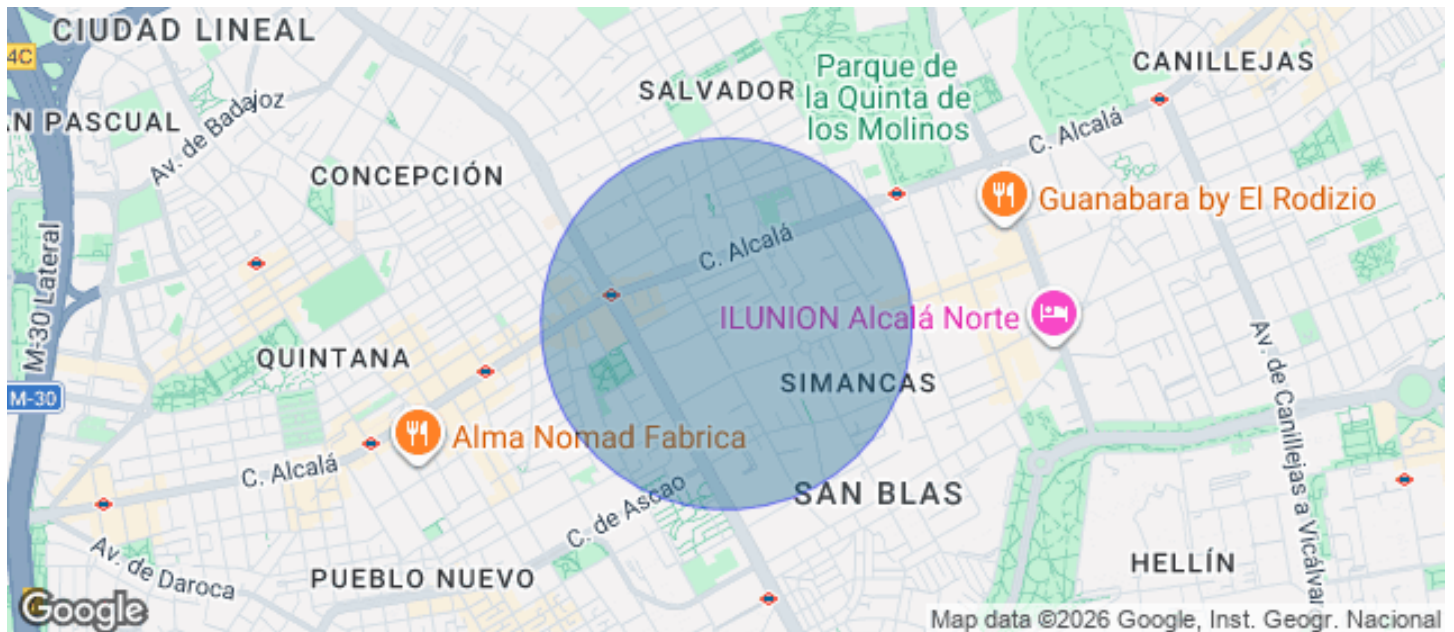 CIUDAD LINEAL
4C
SALVADOR
Parque de
la Quinta de
los Molinos
CANILLEJAS
Av. de Badajoz
N PASCUAL
C. Alcalá
CONCEPCIÓN
Guanabara by El Rodizio
M-30 Lateral
C. Alcalá
ILUNION Alcalá Norte
QUINTANA
SIMANCAS
M-30
Alma Nomad Fabrica
Av. de Canillejas a Vicálvar
C. Alcalá
SAN BLAS
C. de Ascao
Av. de Daroca
PUEBLO NUEVO
HELLÍN
Google
Map data ©2026 Google, Inst. Geogr. Nacional